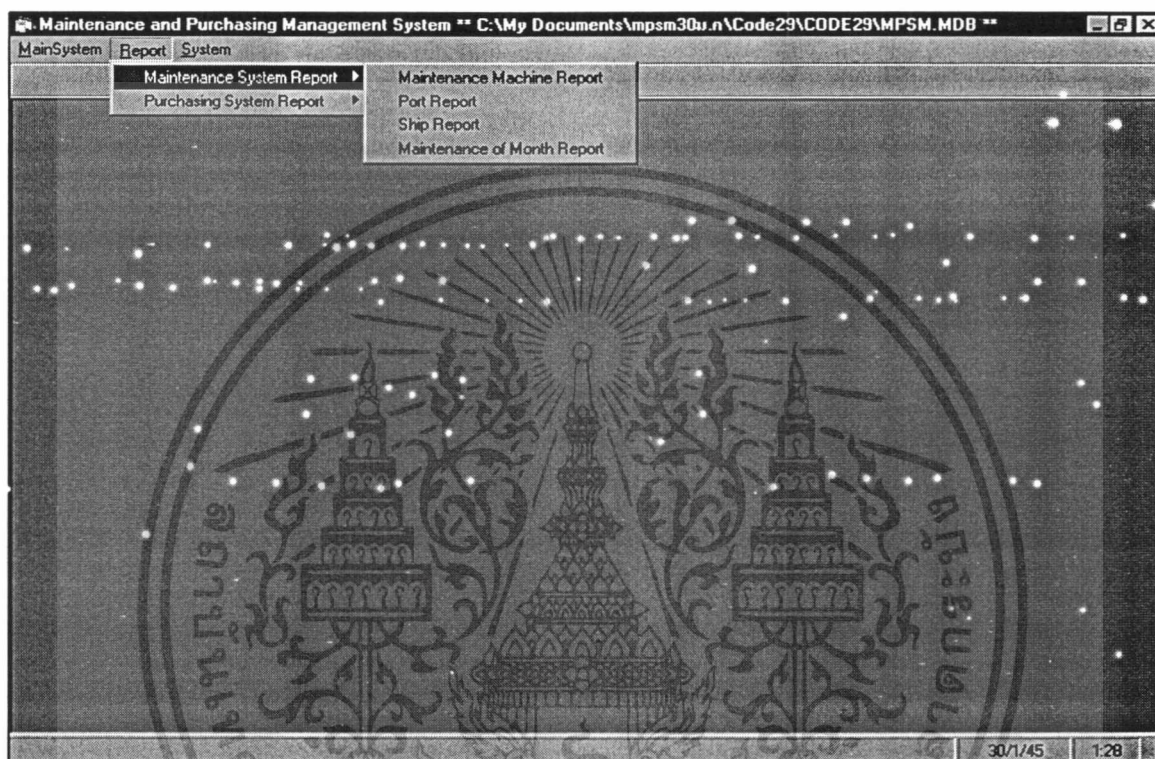 Maintenance and Purchasing Management System ** C:\My Documents\mpsm30ม.ค\Code29\CODE29\MPSM.MDB **
MainSystem Report System
Maintenance System Report
Purchasing System Report
Maintenance Machine Report
Port Report
Ship Report
Maintenance of Month Report
30/1/45 1:28